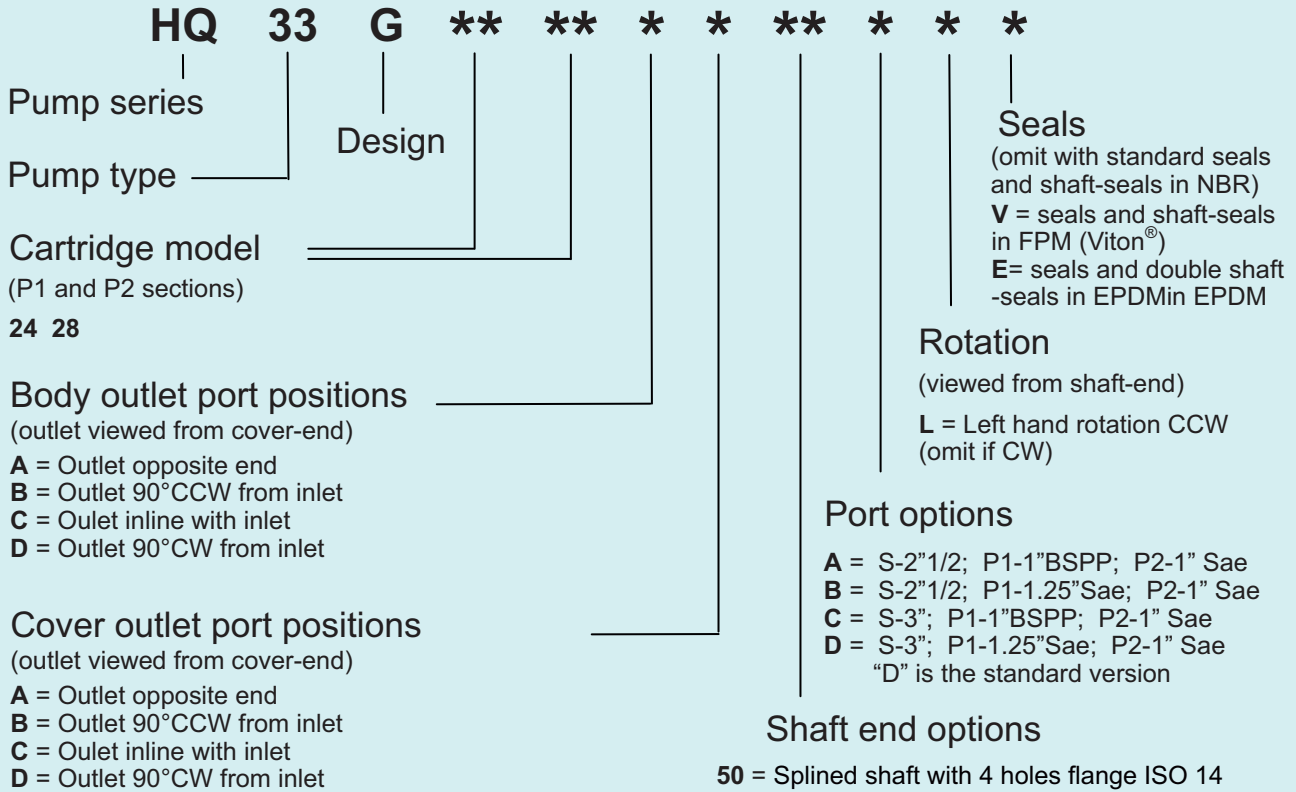 HQ 33 G ** ** * * ** * * *
Pump series
Design
Pump type
Cartridge model
(P1 and P2 sections)
24 28
Body outlet port positions
(outlet viewed from cover-end)
A = Outlet opposite end
B = Outlet 90°CCW from inlet
C = Oulet inline with inlet
D = Outlet 90°CW from inlet
Cover outlet port positions
(outlet viewed from cover-end)
A = Outlet opposite end
B = Outlet 90°CCW from inlet
C = Oulet inline with inlet
D = Outlet 90°CW from inlet
Seals
(omit with standard seals
and shaft-seals in NBR)
V = seals and shaft-seals
in FPM (Viton®)
E= seals and double shaft
-seals in EPDMin EPDM
Rotation
(viewed from shaft-end)
L = Left hand rotation CCW
(omit if CW)
Port options
A = S-2”1/2; P1-1”BSPP; P2-1” Sae
B = S-2”1/2; P1-1.25”Sae; P2-1” Sae
C = S-3”; P1-1”BSPP; P2-1” Sae
D = S-3”; P1-1.25”Sae; P2-1” Sae
“D” is the standard version
Shaft end options
50 = Splined shaft with 4 holes flange ISO 14